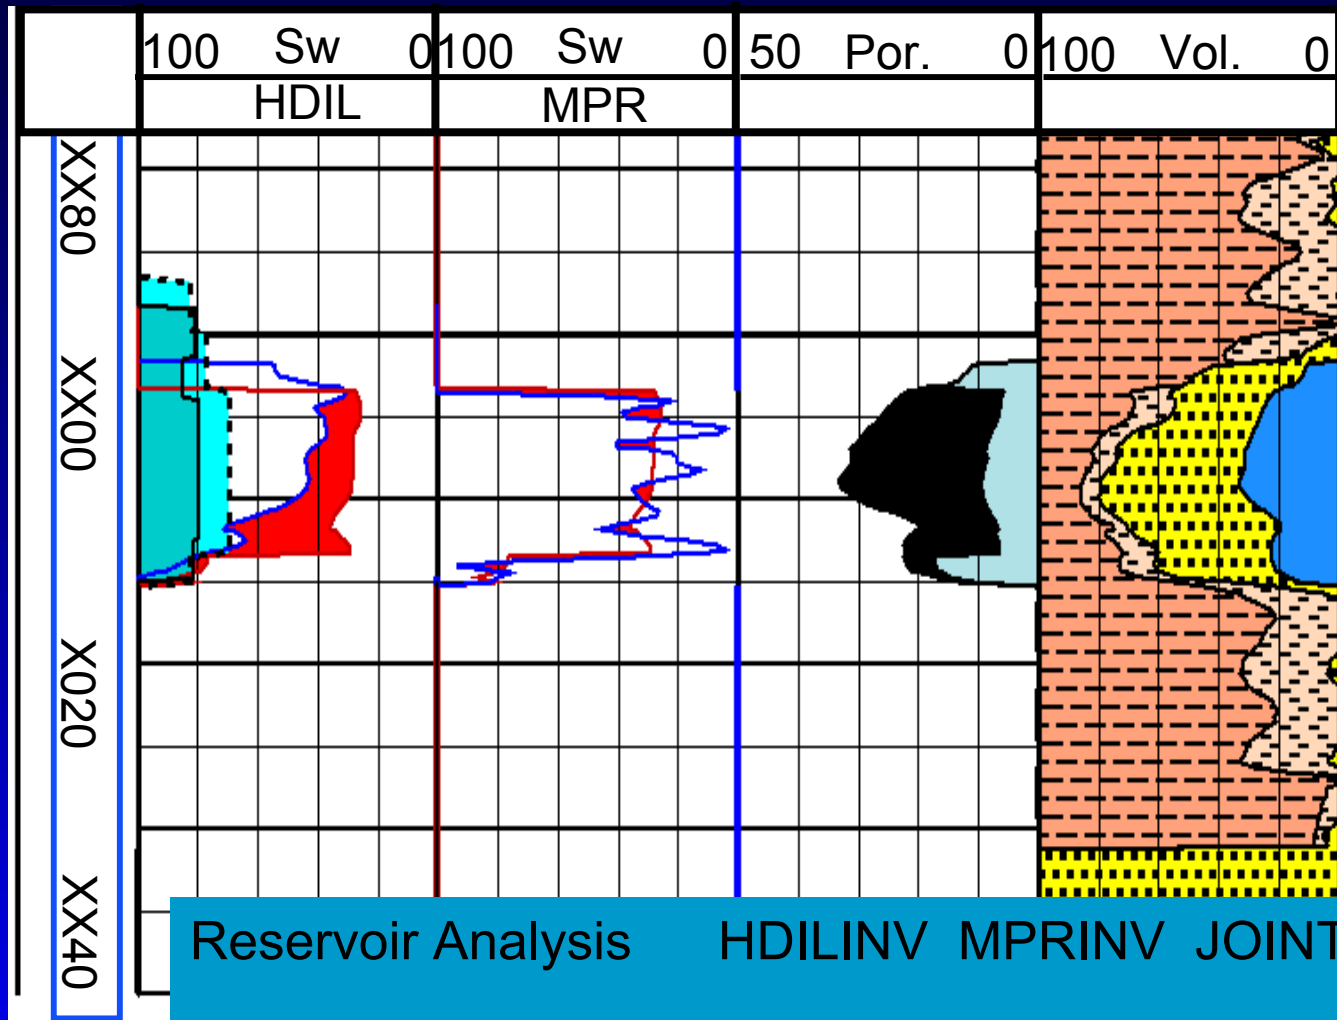 100 Sw 0 100 Sw 0 50 Por. 0 100 Vol. 0
HDIL MPR
XX80
XX00
X020
XX40
Reservoir Analysis HDILINV MPRINV JOINT